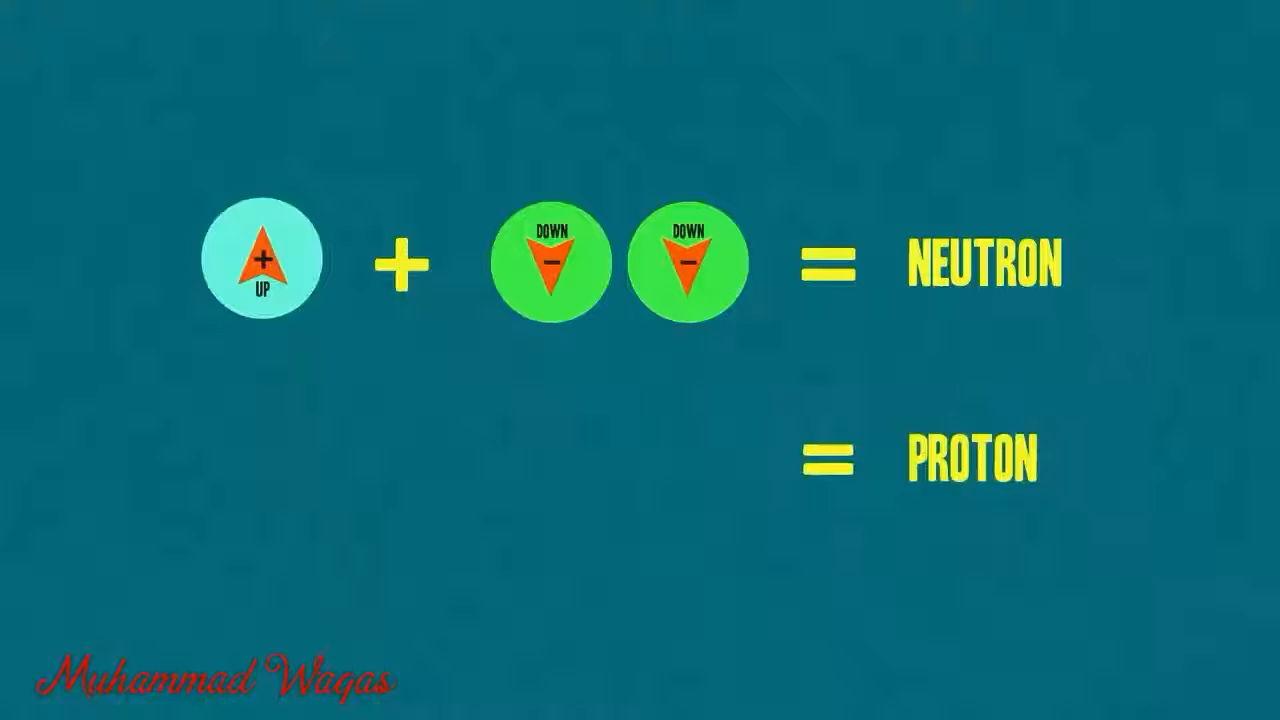 + UP + DOWN − DOWN − = NEUTRON
= PROTON
Muhammad Waqas